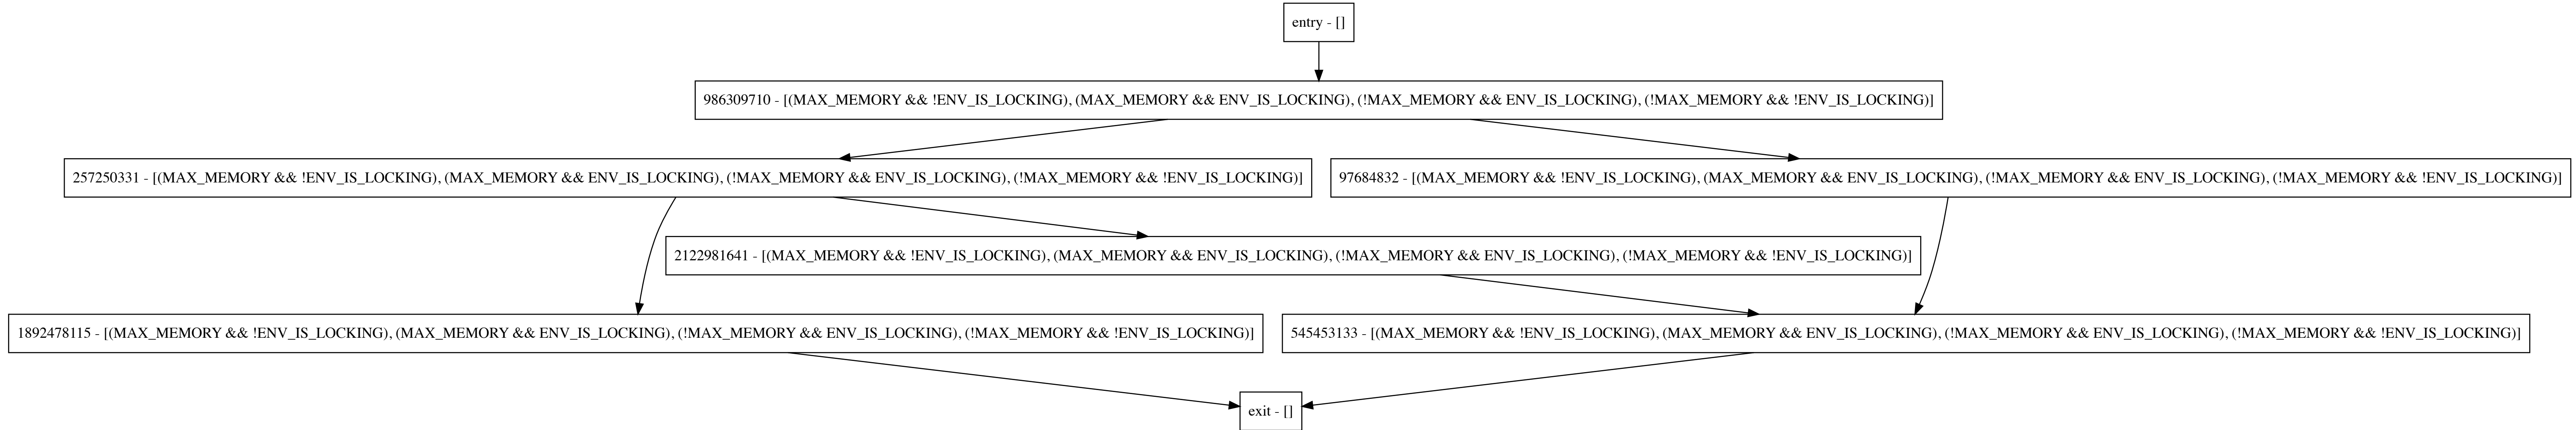 entry - []
986309710 - [(MAX_MEMORY && !ENV_IS_LOCKING), (MAX_MEMORY && ENV_IS_LOCKING), (!MAX_MEMORY && ENV_IS_LOCKING), (!MAX_MEMORY && !ENV_IS_LOCKING)]
257250331 - [(MAX_MEMORY && !ENV_IS_LOCKING), (MAX_MEMORY && ENV_IS_LOCKING), (!MAX_MEMORY && ENV_IS_LOCKING), (!MAX_MEMORY && !ENV_IS_LOCKING)]
97684832 - [(MAX_MEMORY && !ENV_IS_LOCKING), (MAX_MEMORY && ENV_IS_LOCKING), (!MAX_MEMORY && ENV_IS_LOCKING), (!MAX_MEMORY && !ENV_IS_LOCKING)]
2122981641 - [(MAX_MEMORY && !ENV_IS_LOCKING), (MAX_MEMORY && ENV_IS_LOCKING), (!MAX_MEMORY && ENV_IS_LOCKING), (!MAX_MEMORY && !ENV_IS_LOCKING)]
1892478115 - [(MAX_MEMORY && !ENV_IS_LOCKING), (MAX_MEMORY && ENV_IS_LOCKING), (!MAX_MEMORY && ENV_IS_LOCKING), (!MAX_MEMORY && !ENV_IS_LOCKING)]
545453133 - [(MAX_MEMORY && !ENV_IS_LOCKING), (MAX_MEMORY && ENV_IS_LOCKING), (!MAX_MEMORY && ENV_IS_LOCKING), (!MAX_MEMORY && !ENV_IS_LOCKING)]
exit - []